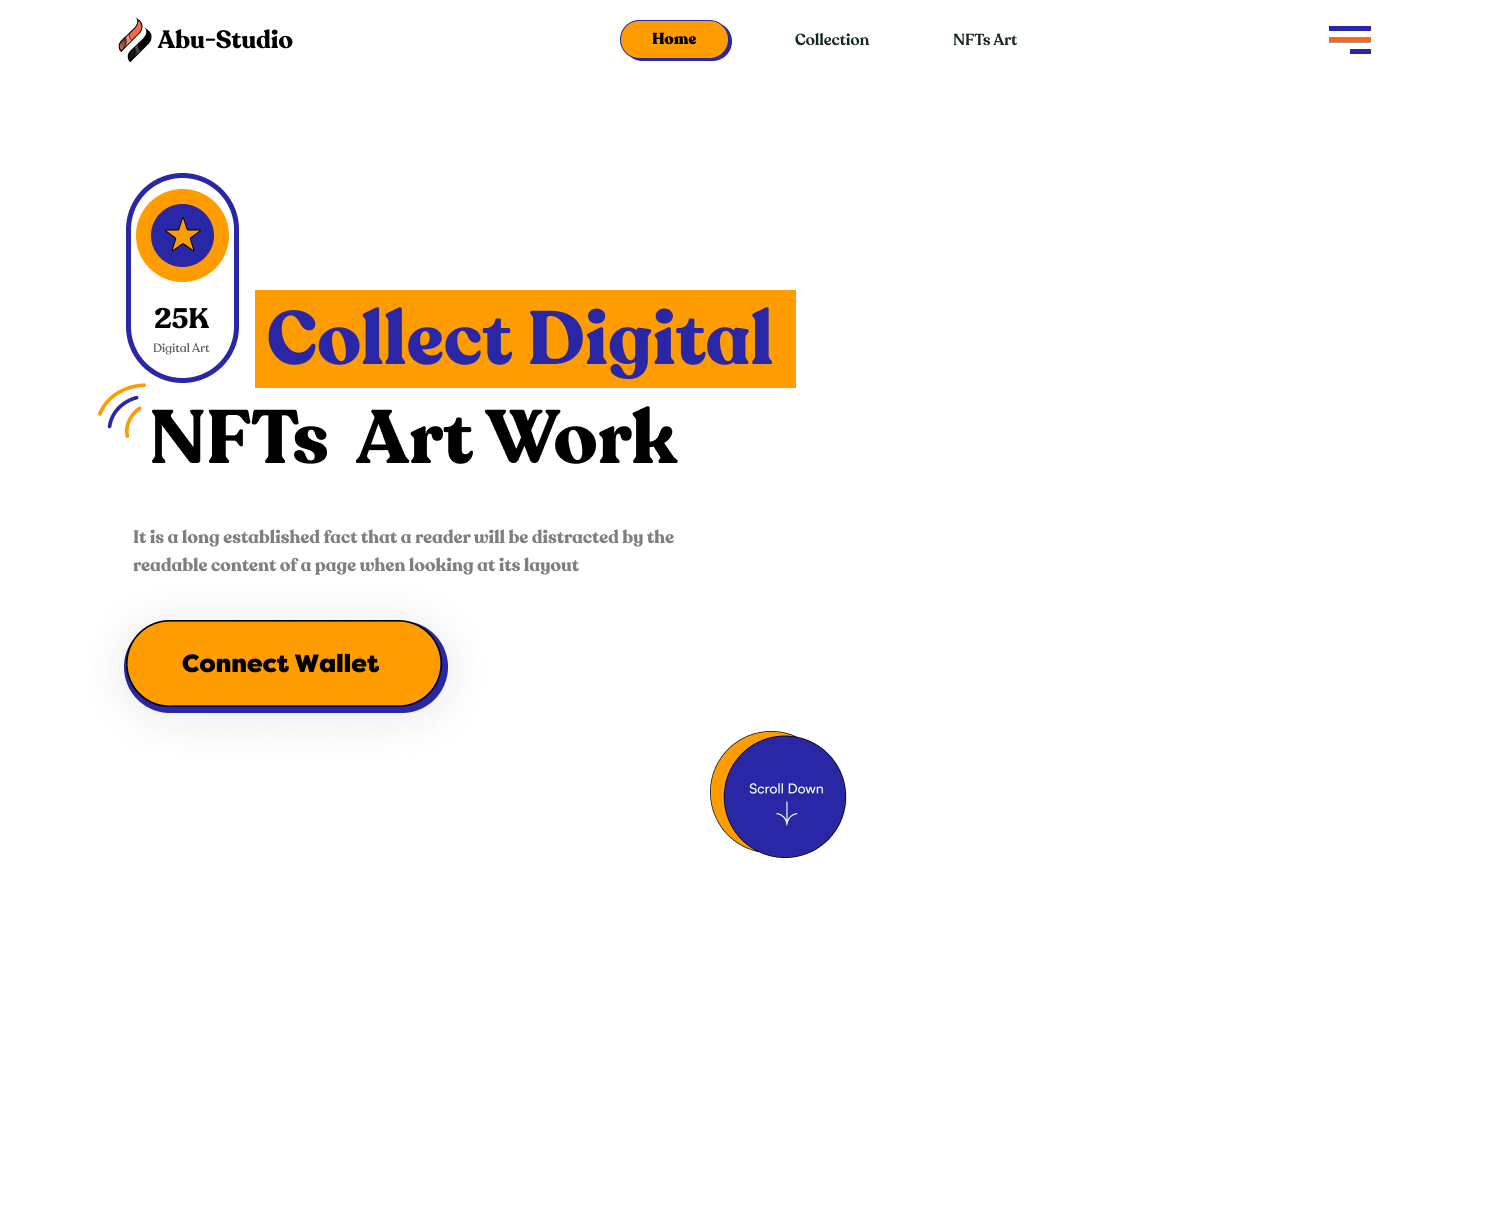 Abu-Studio
Home
Collection
NFTs Art
25K
Digital Art
Collect Digital
NFTs Art Work
It is a long established fact that a reader will be distracted by the
readable content of a page when looking at its layout
Connect Wallet
Scroll Down